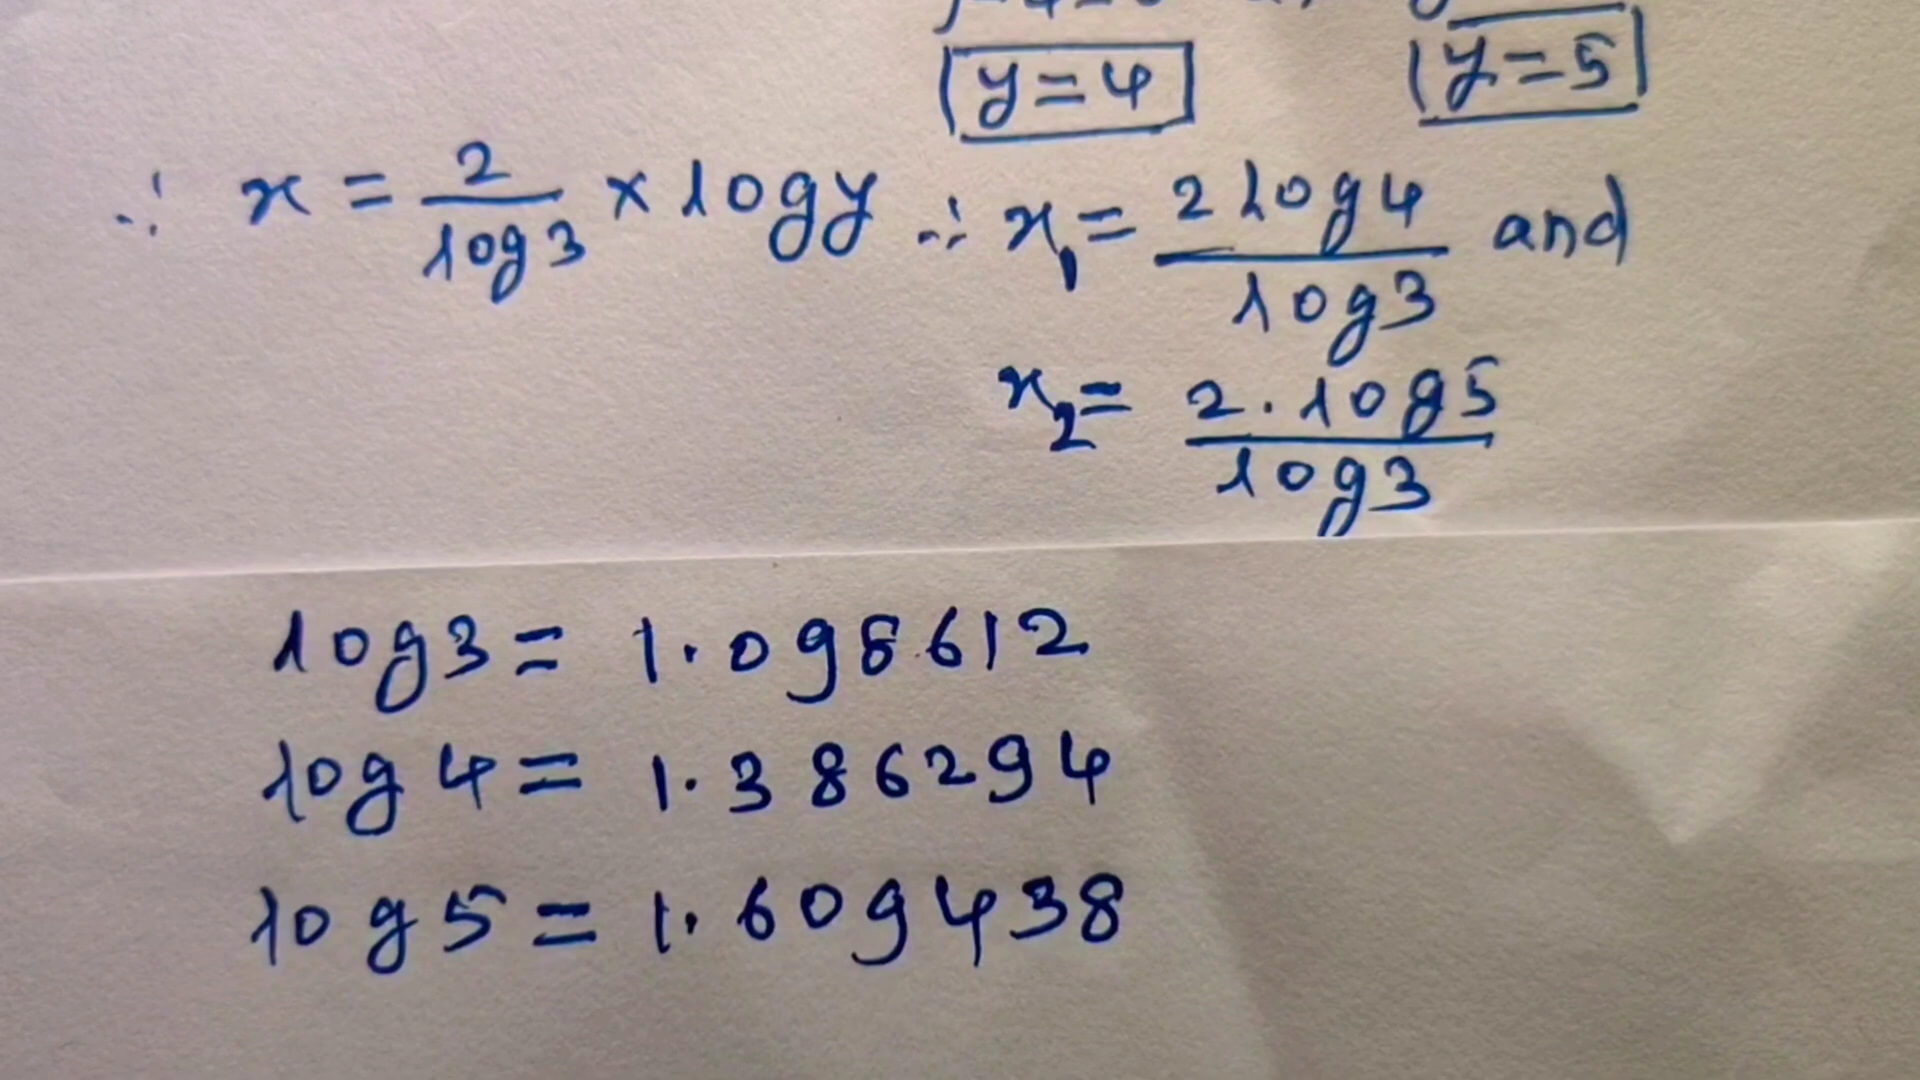 y=4 y=5
∴ x = 2/log3 × logy ∴ x₁ = 2log4/log3 and
x₂ = 2.log5/log3
log3 = 1.098612
log4 = 1.386294
log5 = 1.609438